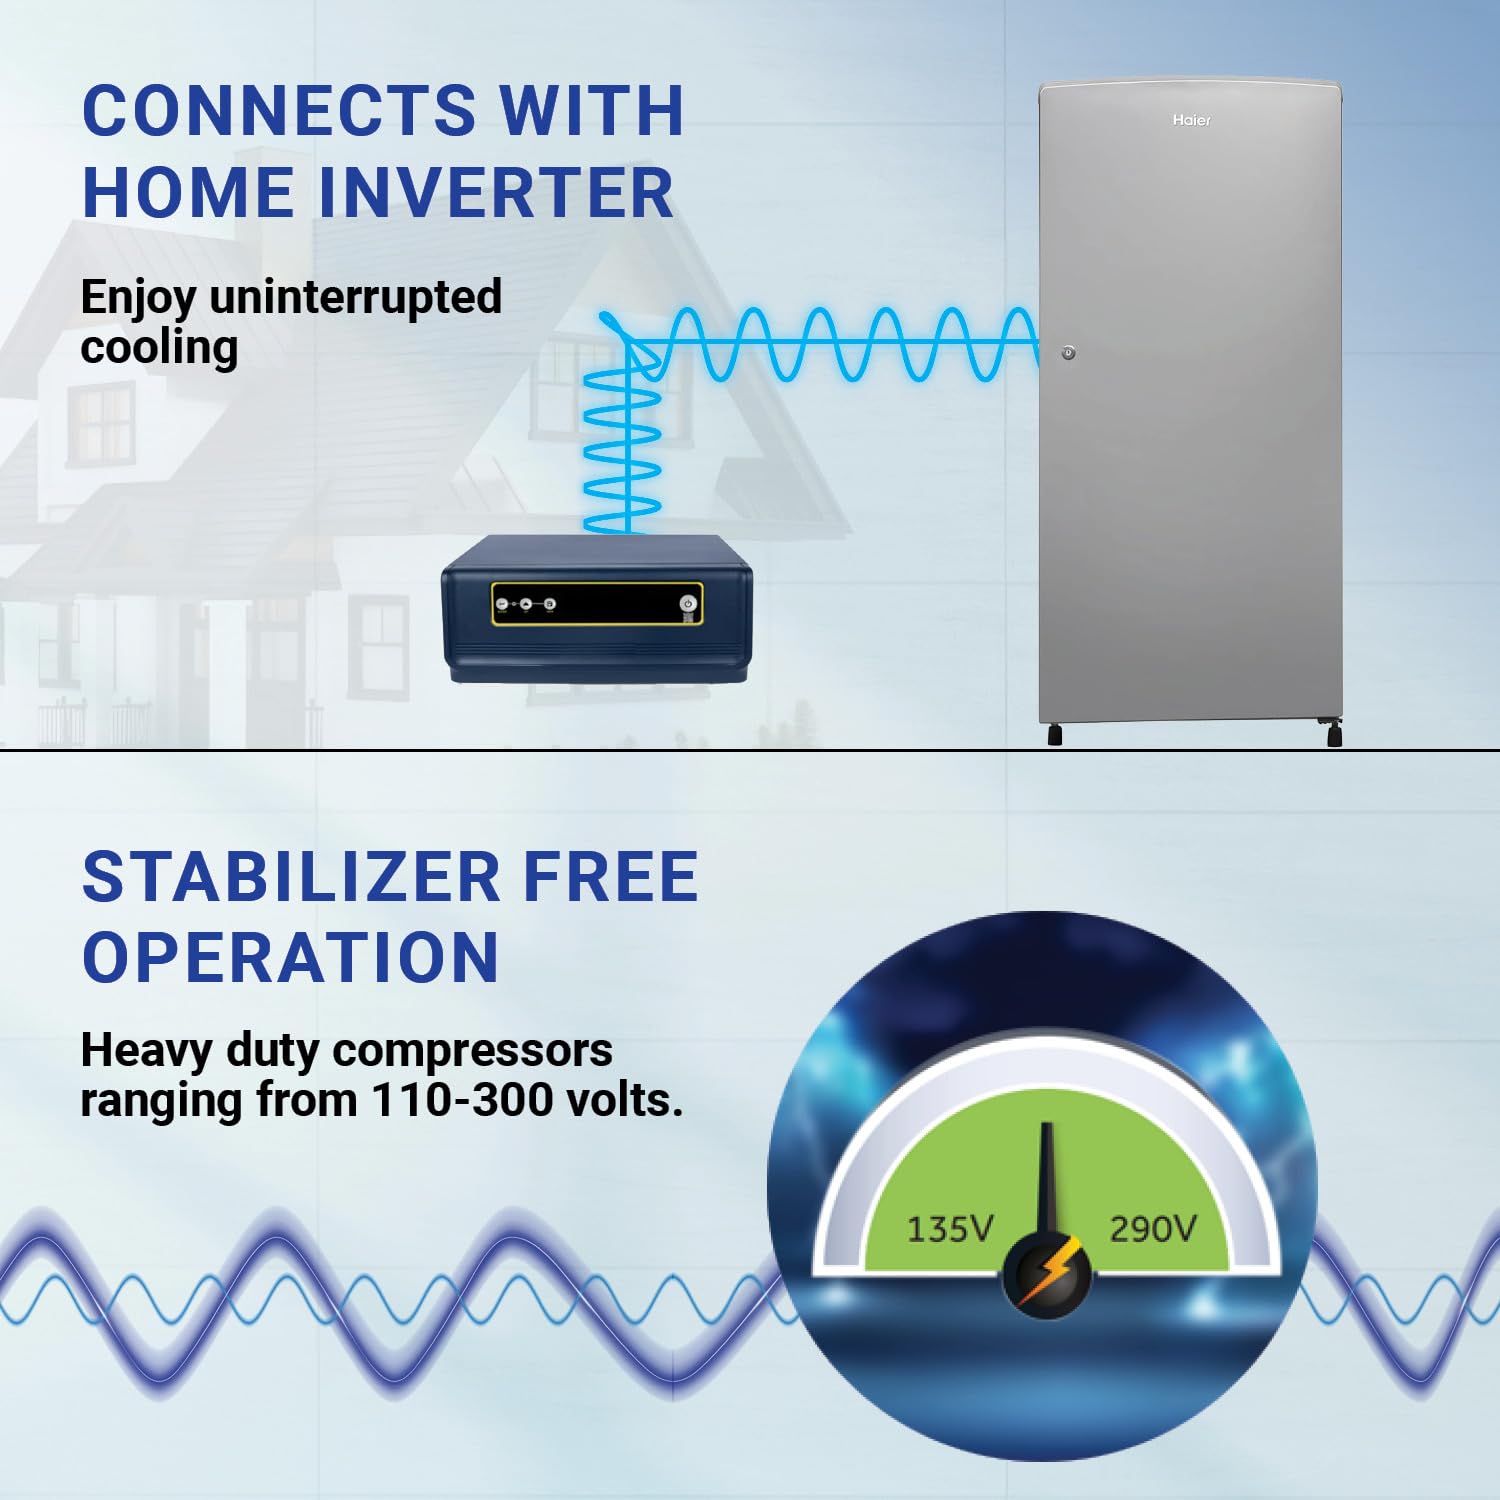 CONNECTS WITH
HOME INVERTER
Enjoy uninterrupted
cooling
Haier
STABILIZER FREE
OPERATION
Heavy duty compressors
ranging from 110-300 volts.
135V
290V